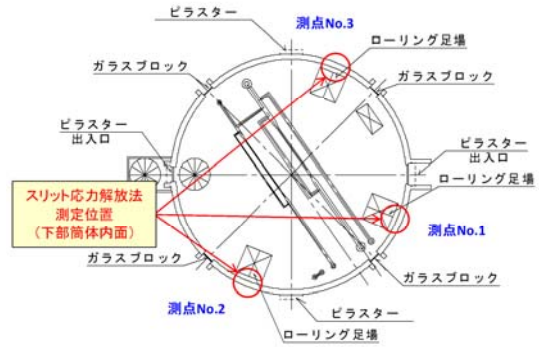 ピラスター
測点No.3
ローリング足場
ガラスブロック
ガラスブロック
ピラスター
出入口
ピラスター
出入口
スリット応力解放法
測定位置
(下部筒体内面)
ローリング足場
測点No.1
ガラスブロック
ガラスブロック
測点No.2
ピラスター
ローリング足場